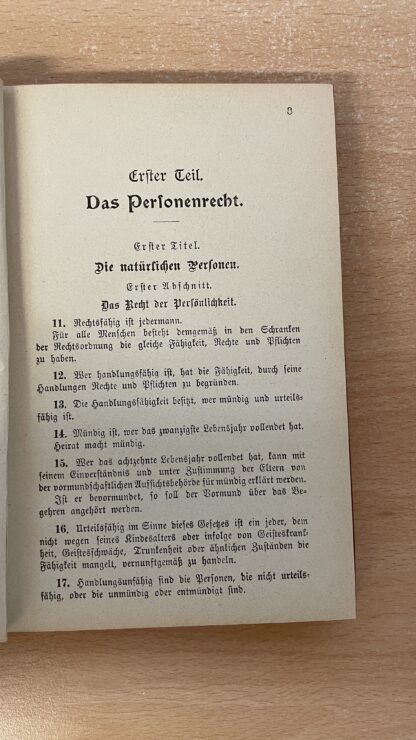 3
Erster Teil.
Das Personenrecht.
Erster Titel.
Die natürlichen Personen.
Erster Abschnitt.
Das Recht der Persönlichkeit.
11. Rechtsfähig ist jedermann.
Für alle Menschen besteht demgemäß in den Schranken
der Rechtsordnung die gleiche Fähigkeit, Rechte und Pflichten
zu haben.
12. Wer handlungsfähig ist, hat die Fähigkeit, durch seine
Handlungen Rechte und Pflichten zu begründen.
13. Die Handlungsfähigkeit besitzt, wer mündig und urteils-
fähig ist.
14. Mündig ist, wer das zwanzigste Lebensjahr vollendet hat.
Heirat macht mündig.
15. Wer das achtzehnte Lebensjahr vollendet hat, kann mit
seinem Einverständnis und unter Zustimmung der Eltern von
der vormundschaftlichen Aufsichtsbehörde für mündig erklärt werden.
Ist er bevormundet, so soll der Vormund über das Be-
gehren angehört werden.
16. Urteilsfähig im Sinne dieses Gesetzes ist ein jeder, dem
nicht wegen seines Kindesalters oder infolge von Geisteskrank-
heit, Geistesschwäche, Trunkenheit oder ähnlichen Zuständen die
Fähigkeit mangelt, vernunftgemäß zu handeln.
17. Handlungsunfähig sind die Personen, die nicht urteils-
fähig, oder die unmündig oder entmündigt sind.